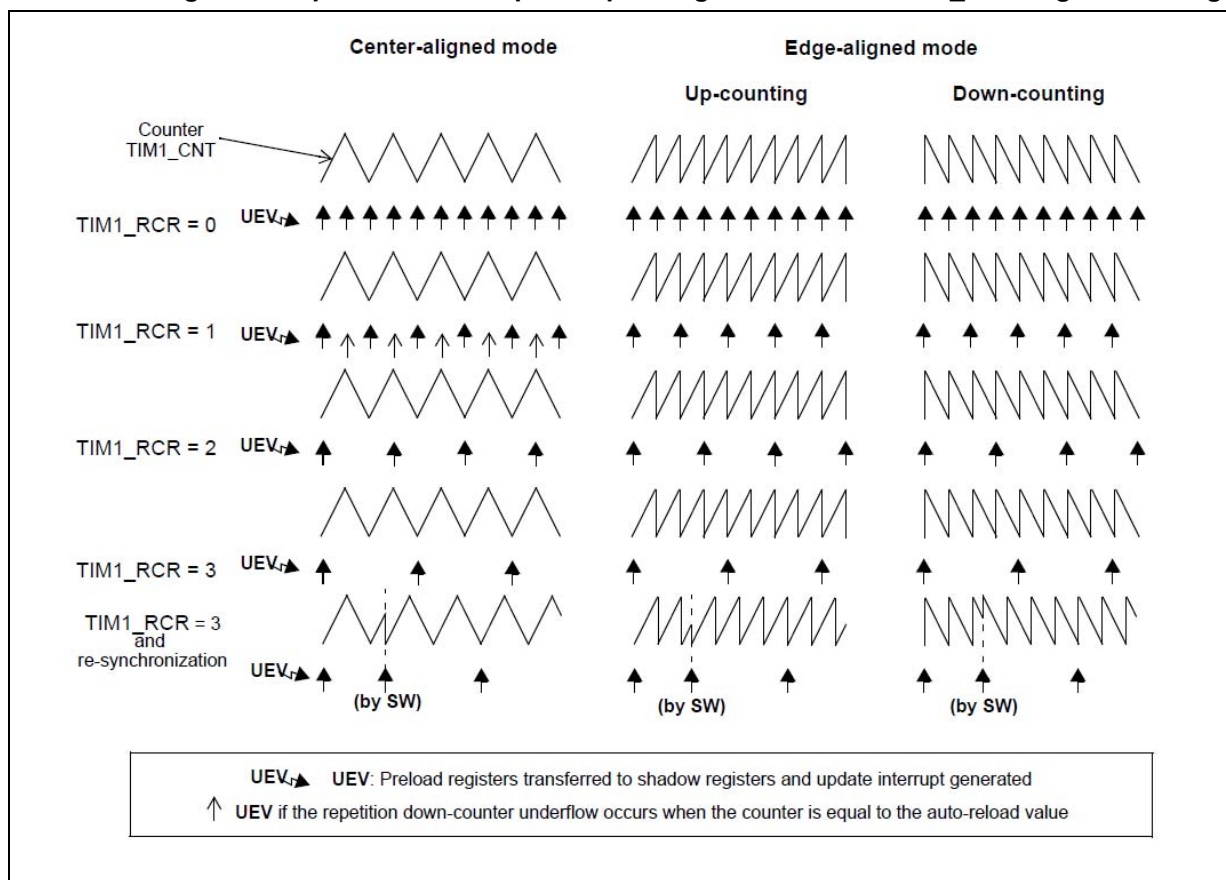 Center-aligned mode
Edge-aligned mode
Up-counting
Down-counting
Counter
TIM1_CNT
TIM1_RCR = 0
UEV
TIM1_RCR = 1
UEV
TIM1_RCR = 2
UEV
TIM1_RCR = 3
UEV
TIM1_RCR = 3
and
re-synchronization
UEV
(by SW)
(by SW)
(by SW)
UEV UEV: Preload registers transferred to shadow registers and update interrupt generated
UEV if the repetition down-counter underflow occurs when the counter is equal to the auto-reload value